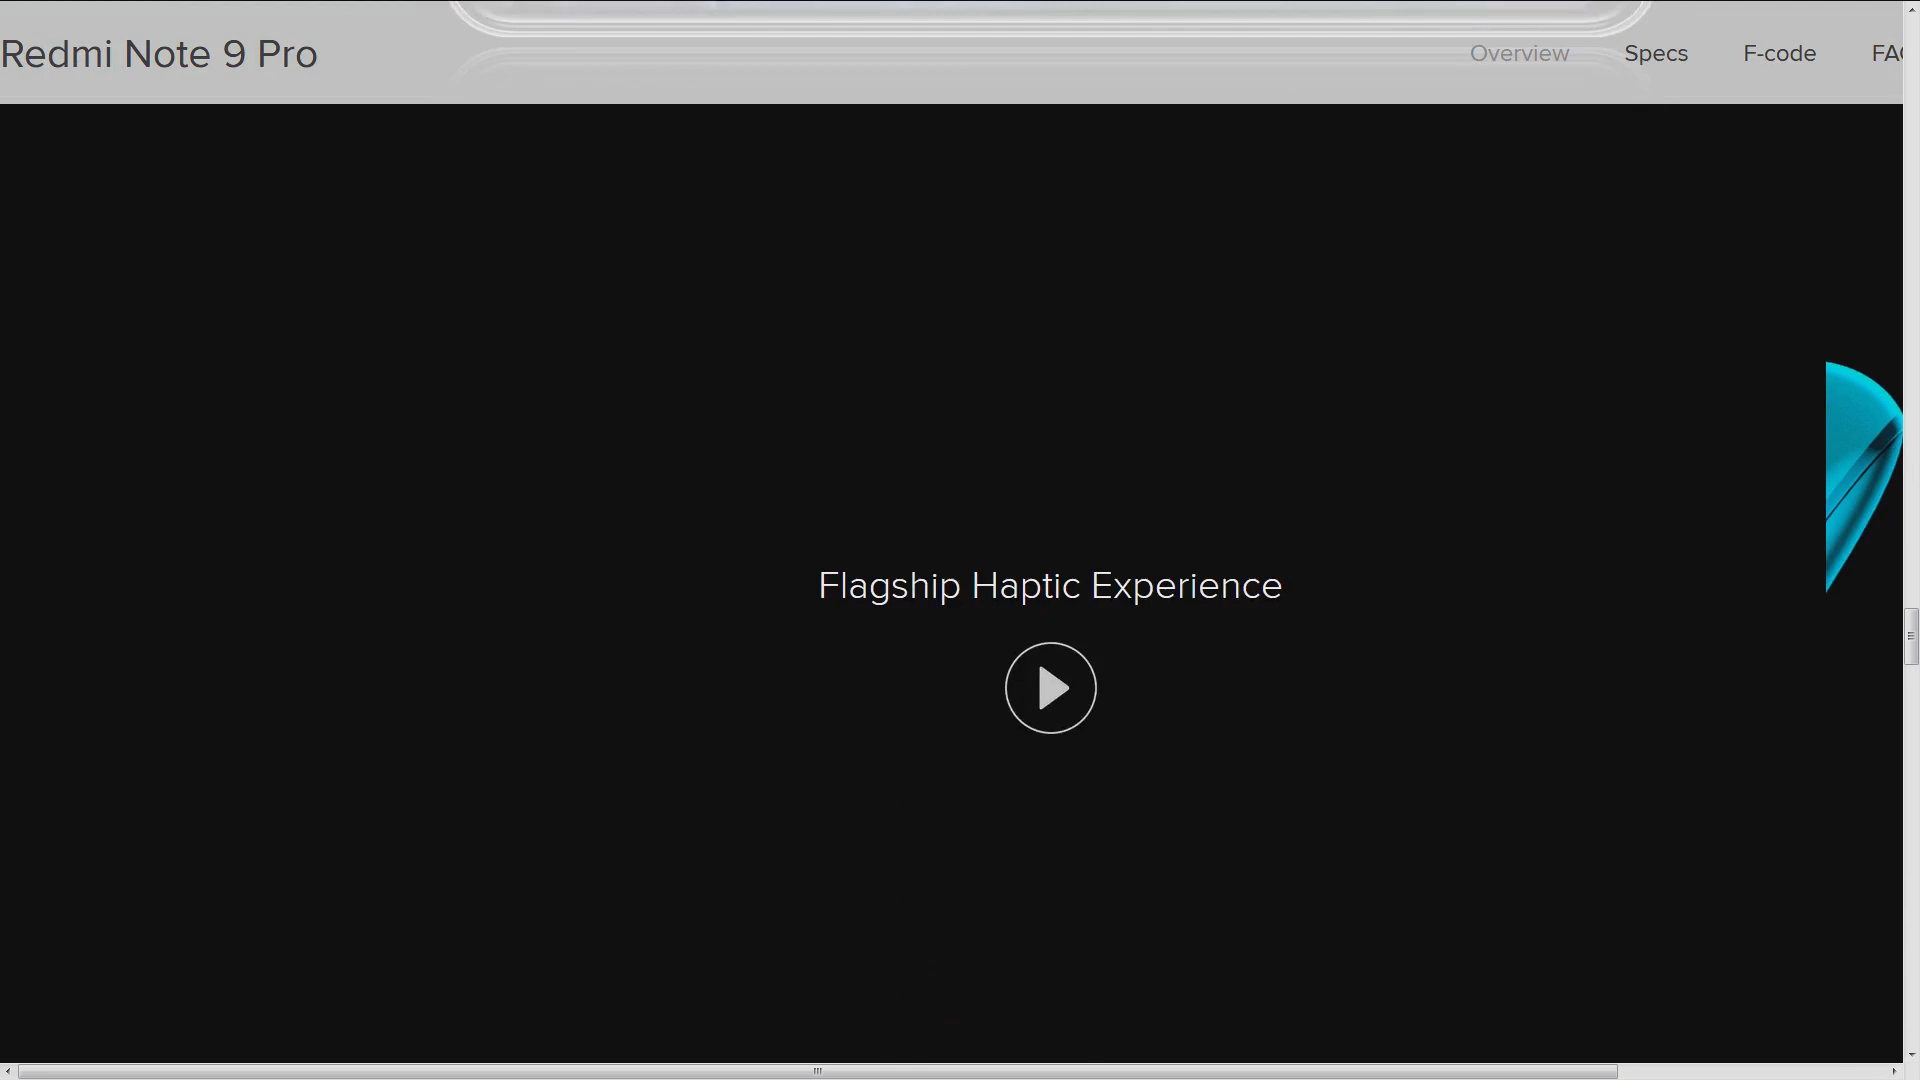 Redmi Note 9 Pro
Overview
Specs
F-code
Flagship Haptic Experience